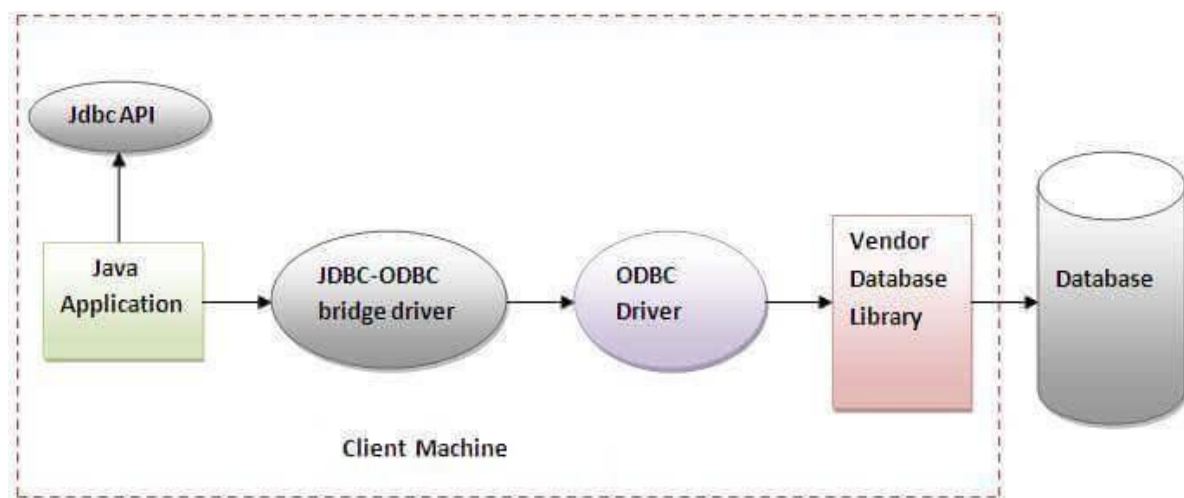 Jdbc API
Java
Application
JDBC-ODBC
bridge driver
ODBC
Driver
Vendor
Database
Library
Database
Client Machine